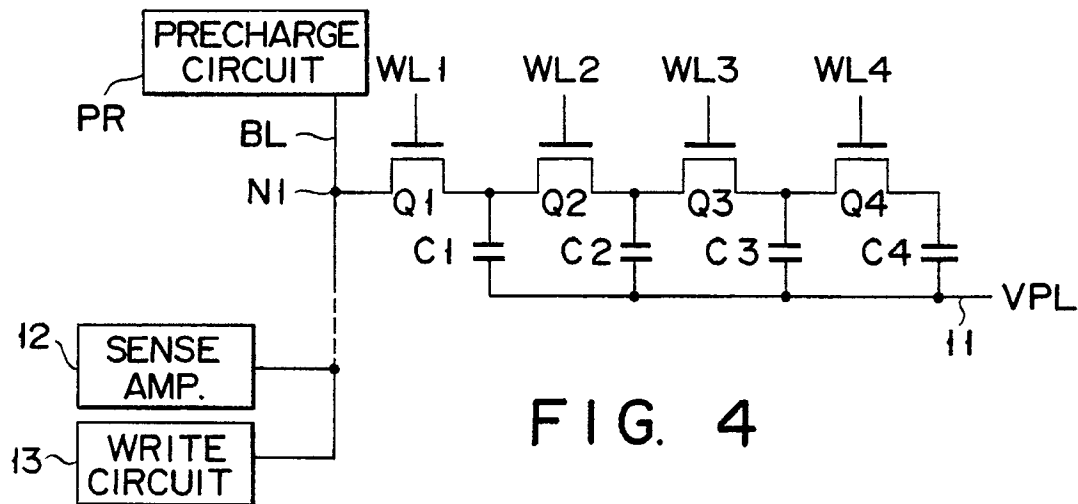 PRECHARGE
CIRCUIT
PR
WL1 WL2 WL3 WL4
BL
N1
Q1 Q2 Q3 Q4
C1 C2 C3 C4
VPL
11
12
SENSE
AMP.
13
WRITE
CIRCUIT
FIG. 4